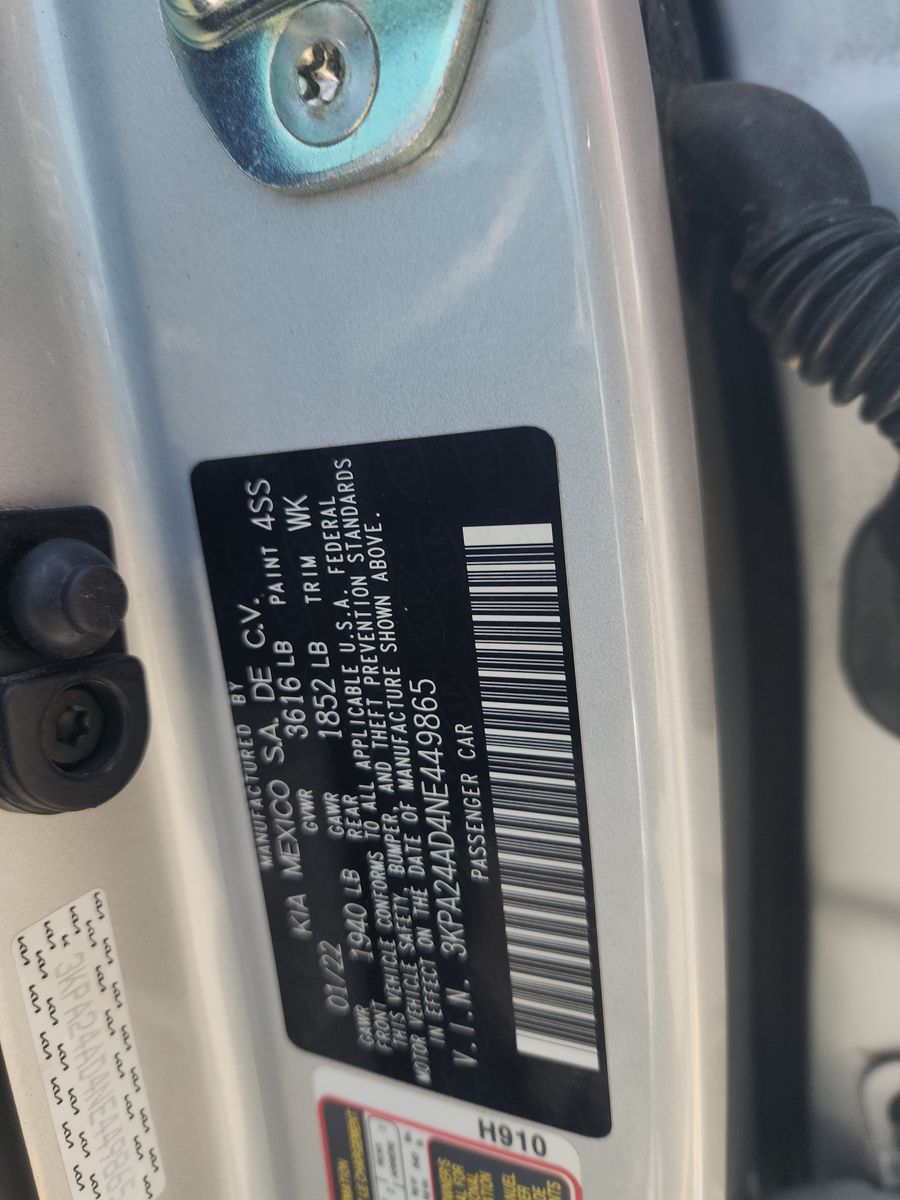 MANUFACTURED BY
KIA MEXICO S.A. DE C.V.
01/22 GVWR 3616 LB PAINT 4SS
GAWR FRONT 1940 LB GAWR REAR 1852 LB TRIM WK
THIS VEHICLE CONFORMS TO ALL APPLICABLE U.S.A. FEDERAL
MOTOR VEHICLE SAFETY, BUMPER, AND THEFT PREVENTION STANDARDS
IN EFFECT ON THE DATE OF MANUFACTURE SHOWN ABOVE.
V.I.N. 3KPA24AD4NE449865
PASSENGER CAR
3KPA24AD4NE449865
H910